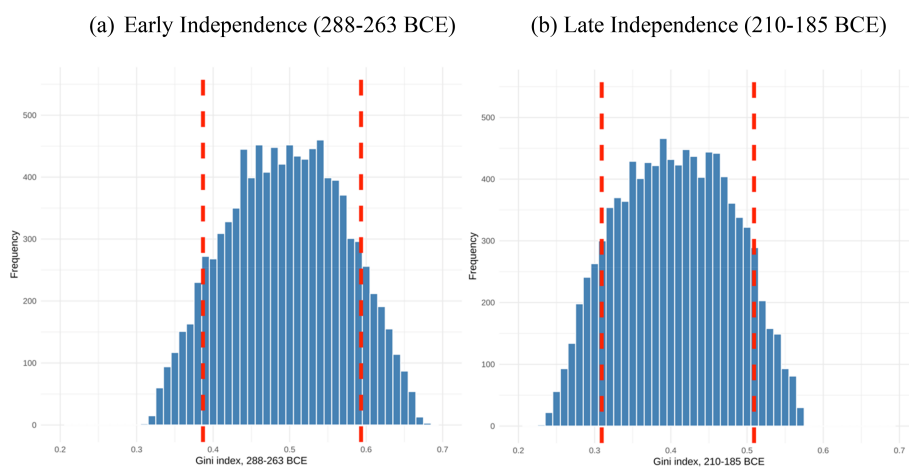 (a) Early Independence (288-263 BCE)
500
400
300
200
100
0
Frequency
0.2 0.3 0.4 0.5 0.6 0.7
Gini index, 288-263 BCE
(b) Late Independence (210-185 BCE)
500
400
300
200
100
0
Frequency
0.2 0.3 0.4 0.5 0.6 0.7
Gini index, 210-185 BCE